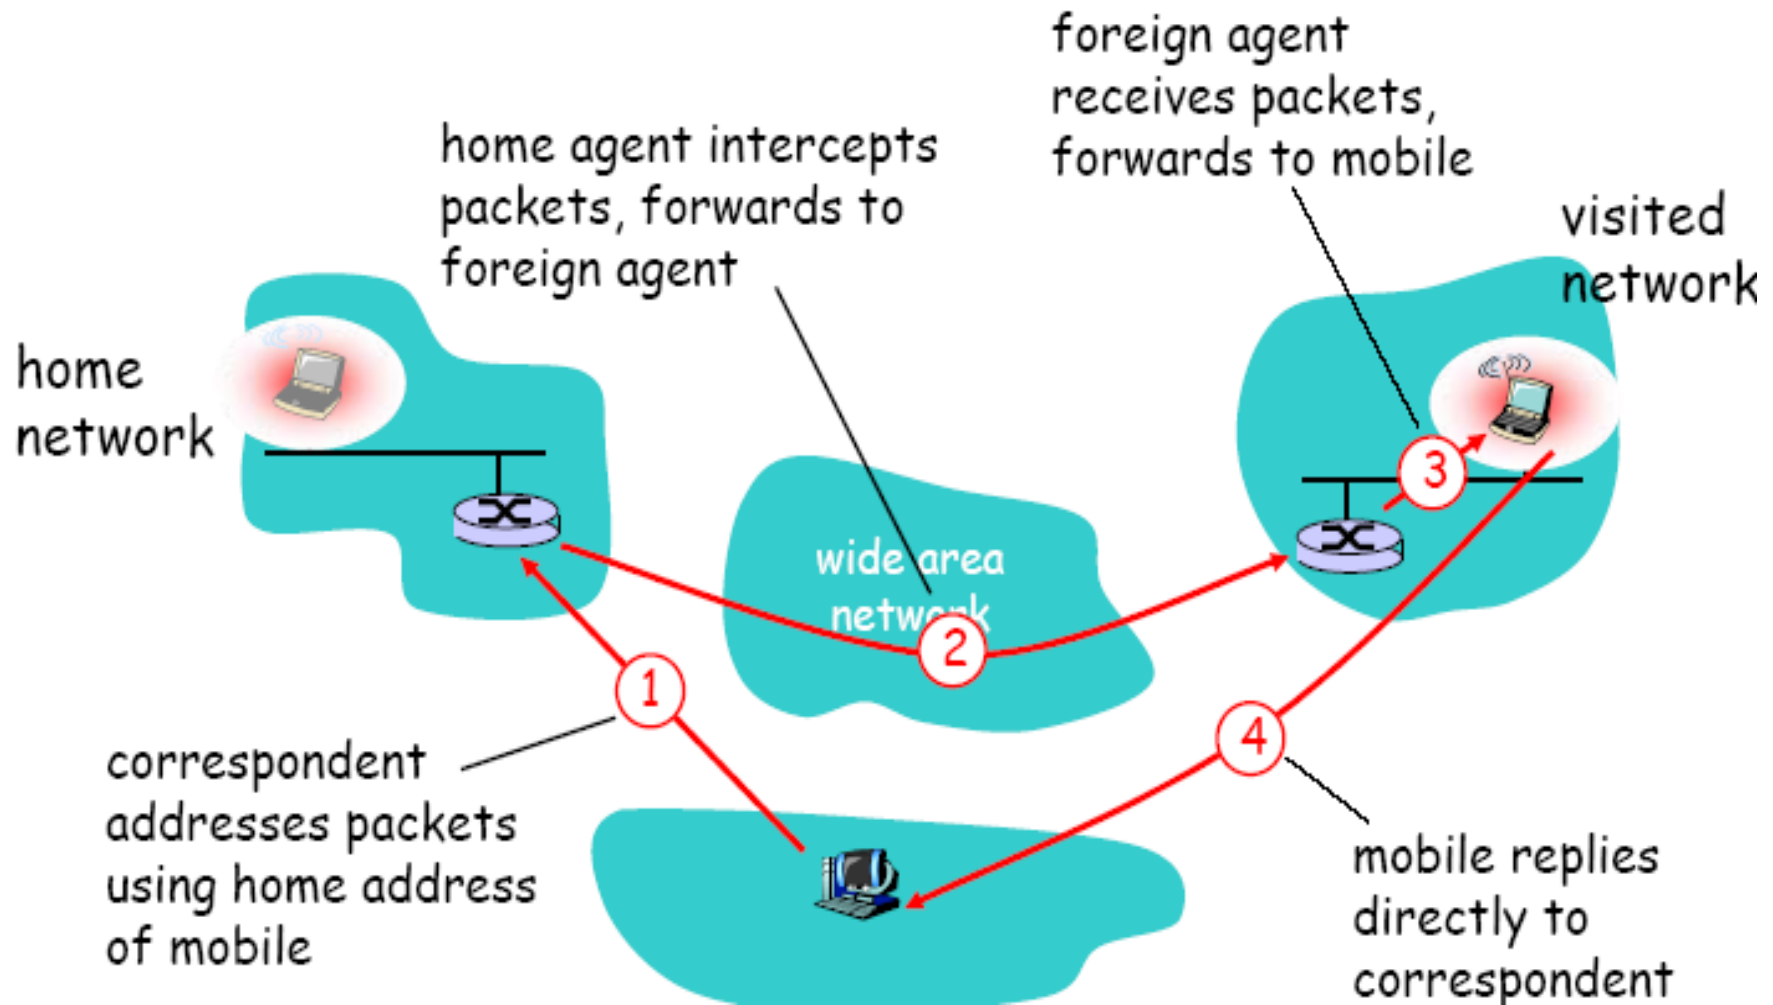 foreign agent
receives packets,
forwards to mobile
home agent intercepts
packets, forwards to
foreign agent
visited
network
home
network
wide area
network
3
2
1
4
correspondent
addresses packets
using home address
of mobile
mobile replies
directly to
correspondent